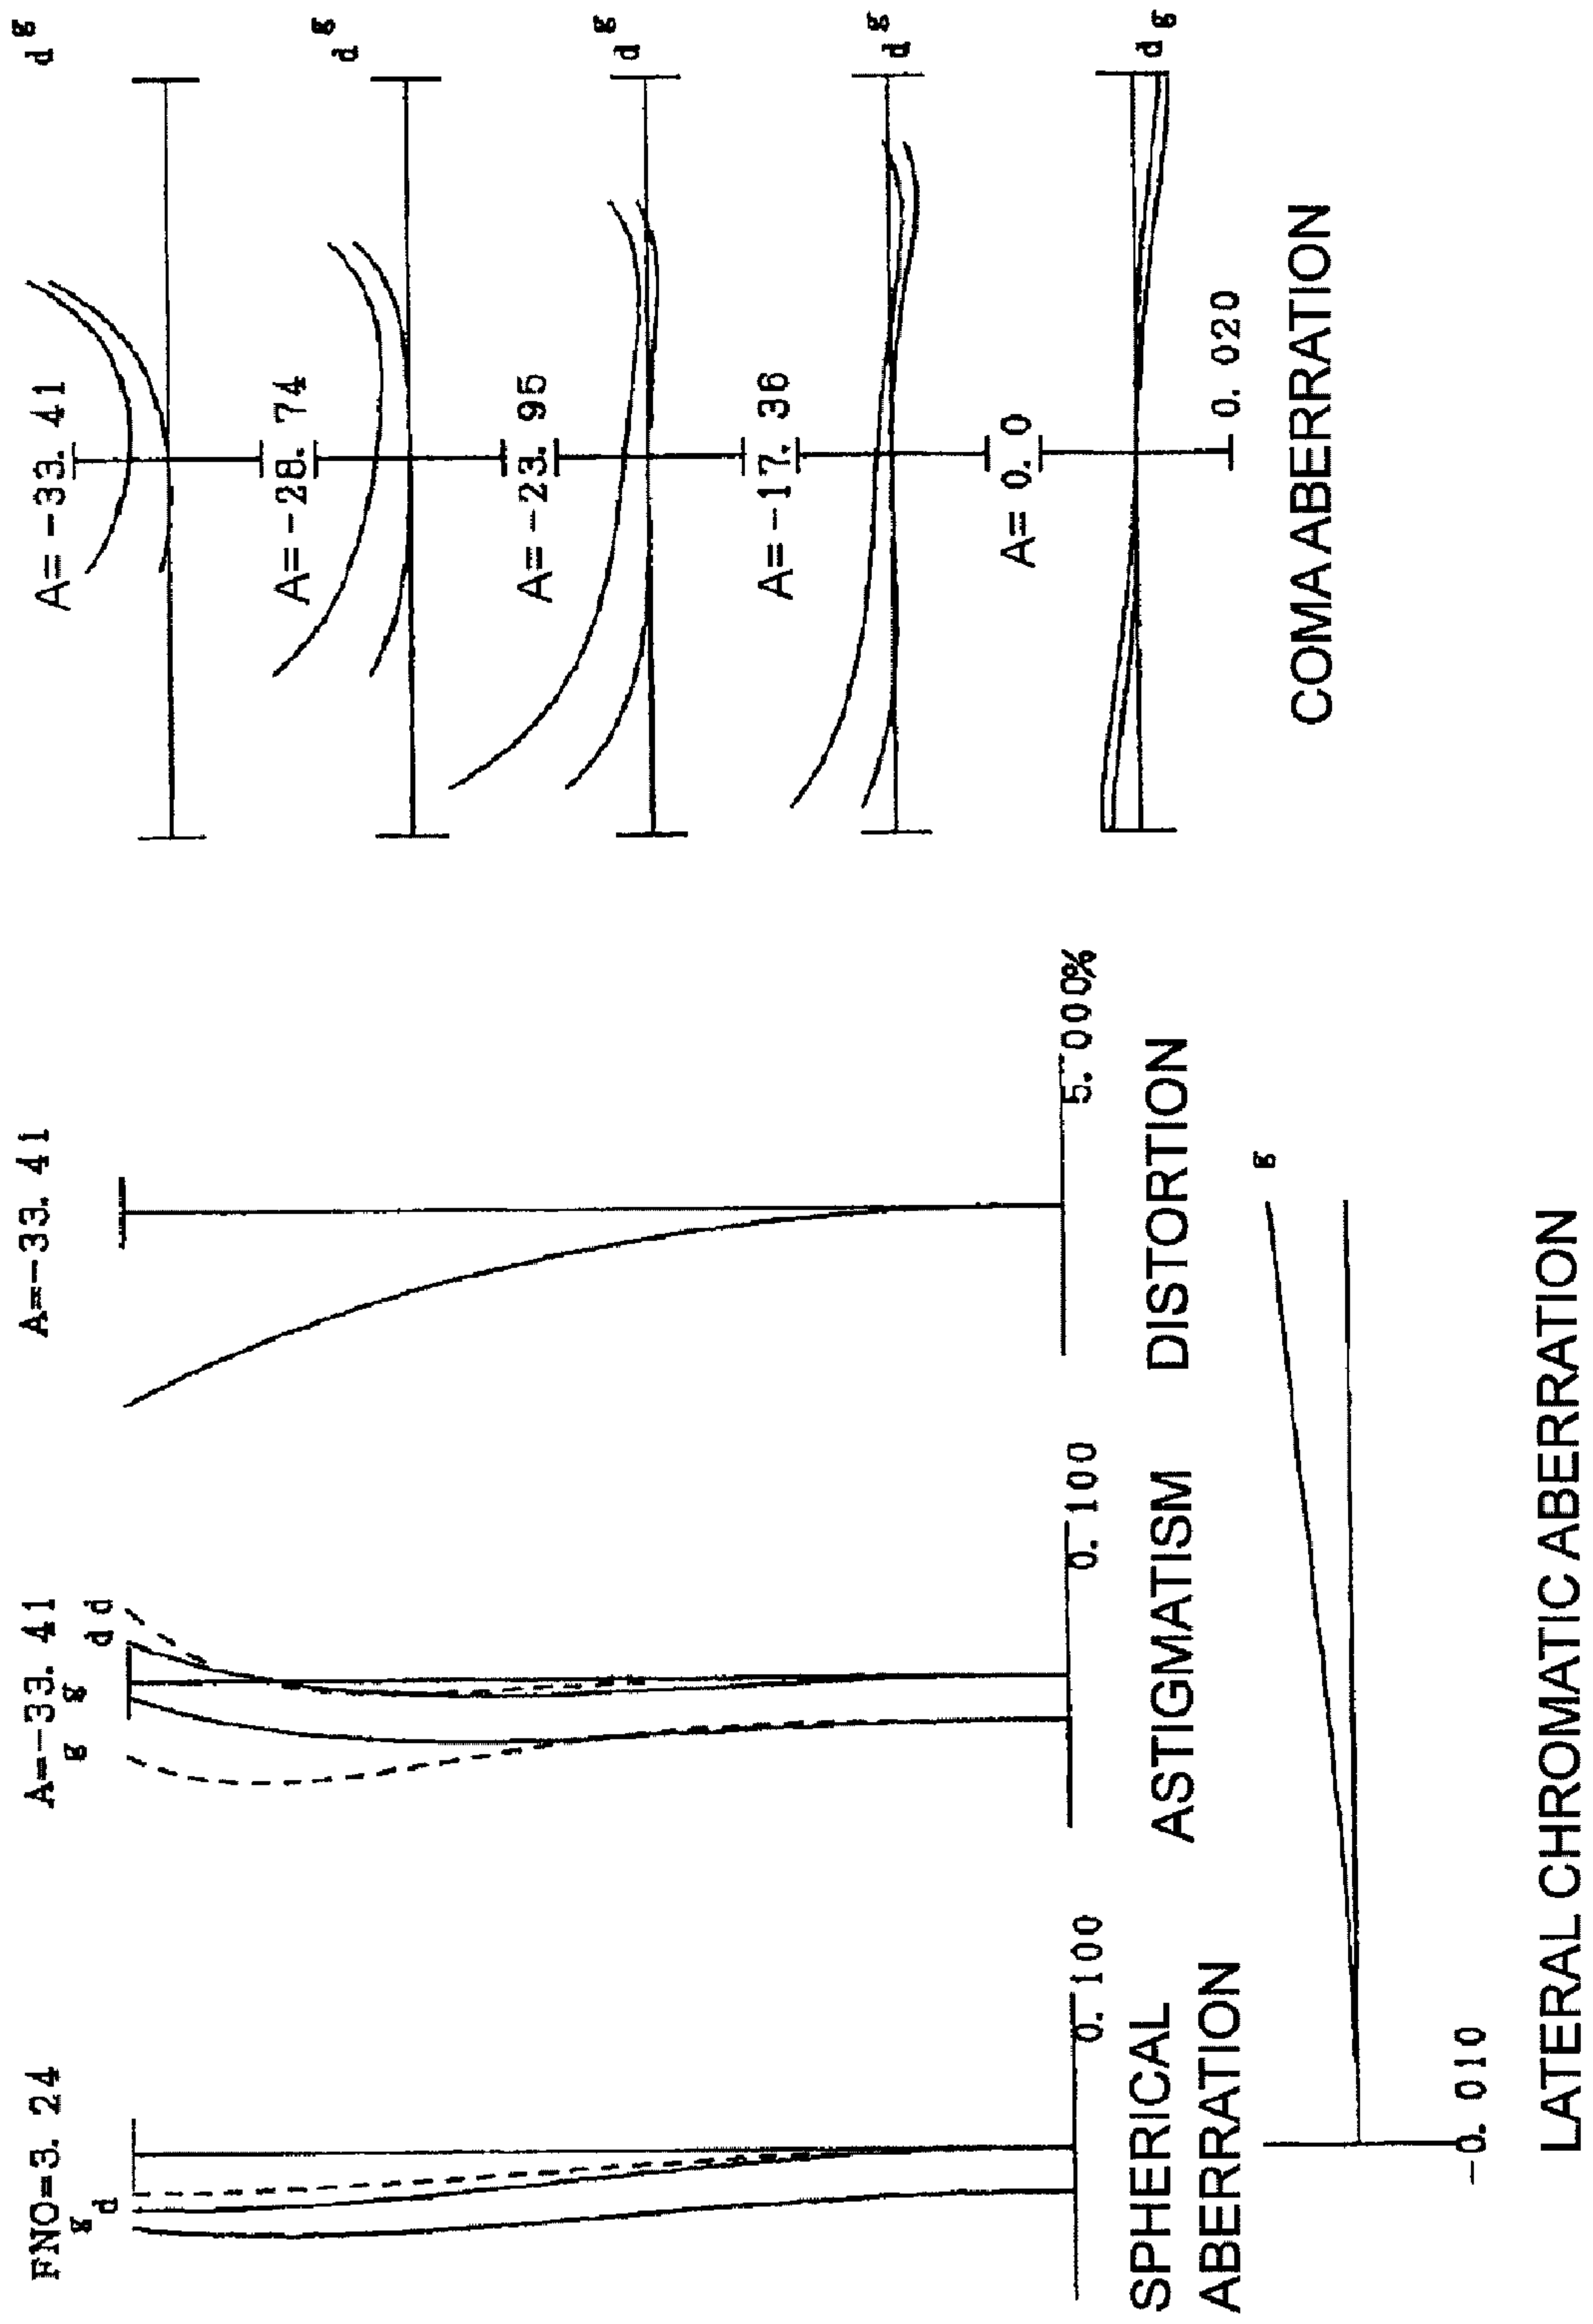 FNO=3. 24
g
d
0. 100
SPHERICAL
ABERRATION
A=-33. 41
g
g
d
d
0. 100
ASTIGMATISM
A=-33. 41
5. 000%
DISTORTION
g
-0. 010
LATERAL CHROMATIC ABERRATION
A= -33. 41
g
d
A= -28. 74
g
d
A= -23. 95
g
d
A= -17. 36
g
d
A= 0. 0
g
d
0. 020
COMA ABERRATION